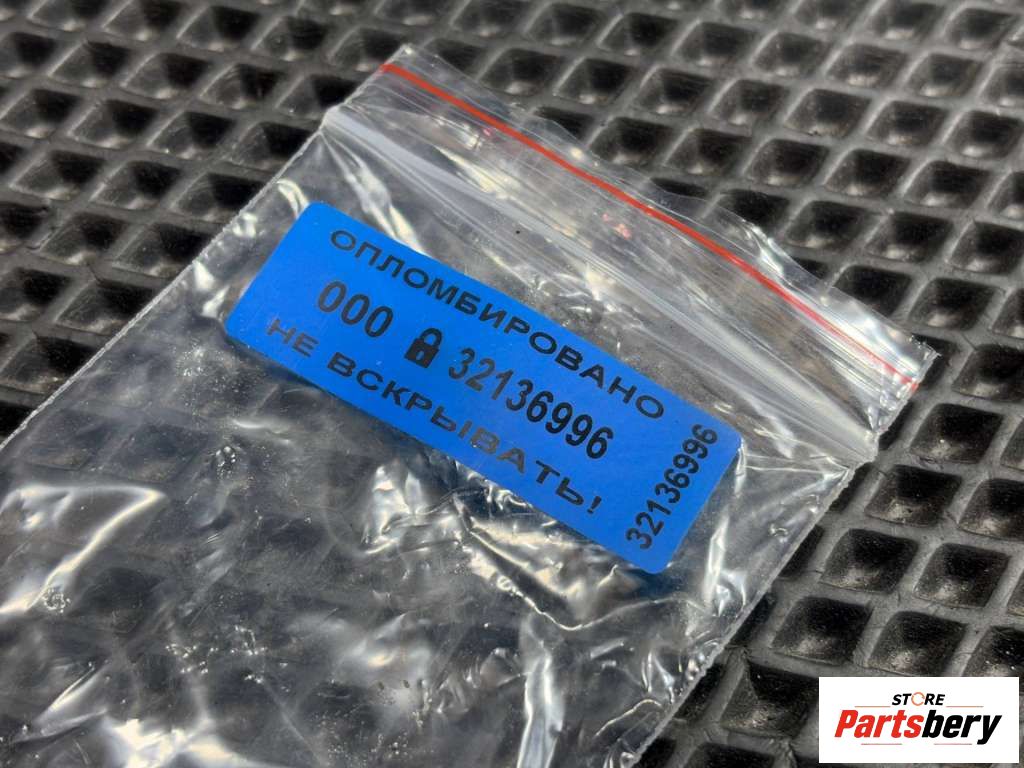 ОПЛОМБИРОВАНО
000 32136996
НЕ ВСКРЫВАТЬ!
32136996
STORE
Partsbery